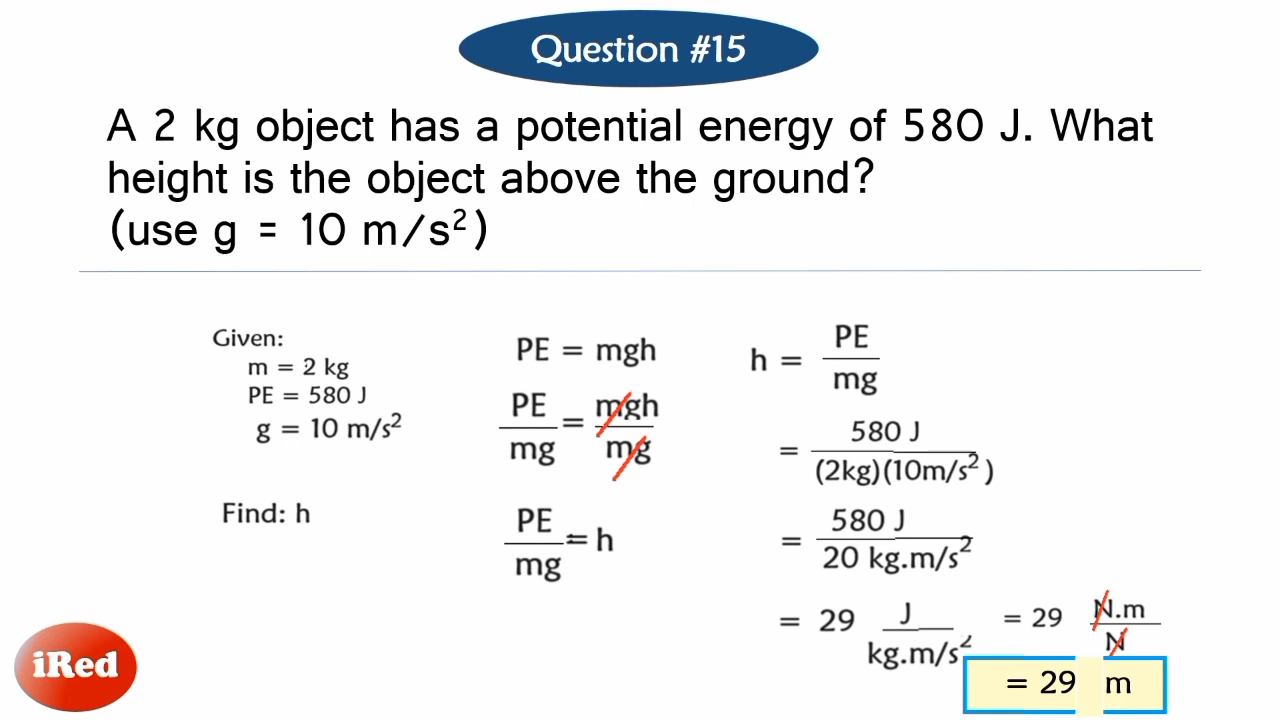 Question #15
A 2 kg object has a potential energy of 580 J. What
height is the object above the ground?
(use g = 10 m/s²)
Given:
m = 2 kg
PE = 580 J
g = 10 m/s²
Find: h
PE = mgh
PE/mg = mgh/mg
PE/mg = h
h = PE/mg
= 580 J/(2kg)(10m/s²)
= 580 J/20 kg.m/s²
= 29 J/kg.m/s² = 29 N.m/N
= 29 m
iRed